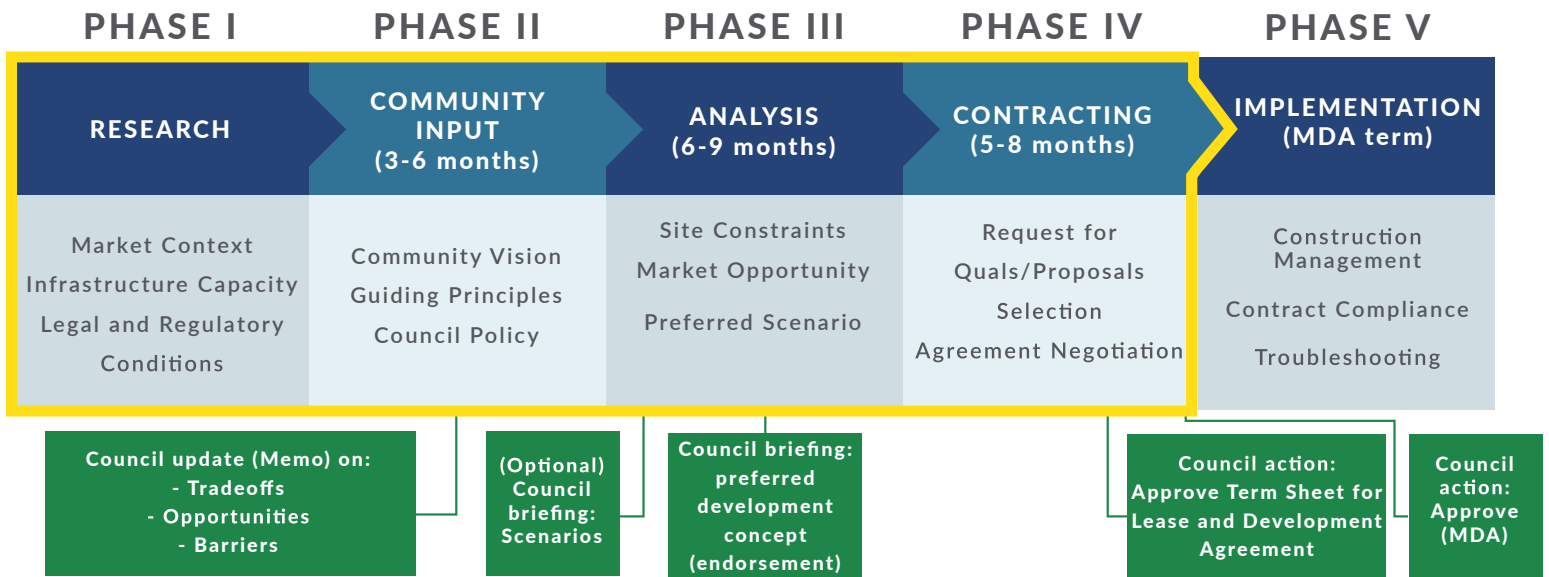 PHASE I
PHASE II
PHASE III
PHASE IV
PHASE V
RESEARCH
COMMUNITY
INPUT
(3-6 months)
ANALYSIS
(6-9 months)
CONTRACTING
(5-8 months)
IMPLEMENTATION
(MDA term)
Market Context
Infrastructure Capacity
Legal and Regulatory
Conditions
Community Vision
Guiding Principles
Council Policy
Site Constraints
Market Opportunity
Preferred Scenario
Request for
Quals/Proposals
Selection
Agreement Negotiation
Construction
Management
Contract Compliance
Troubleshooting
Council update (Memo) on:
- Tradeoffs
- Opportunities
- Barriers
(Optional)
Council
briefing:
Scenarios
Council briefing:
preferred
development
concept
(endorsement)
Council action:
Approve Term Sheet for
Lease and Development
Agreement
Council
action:
Approve
(MDA)